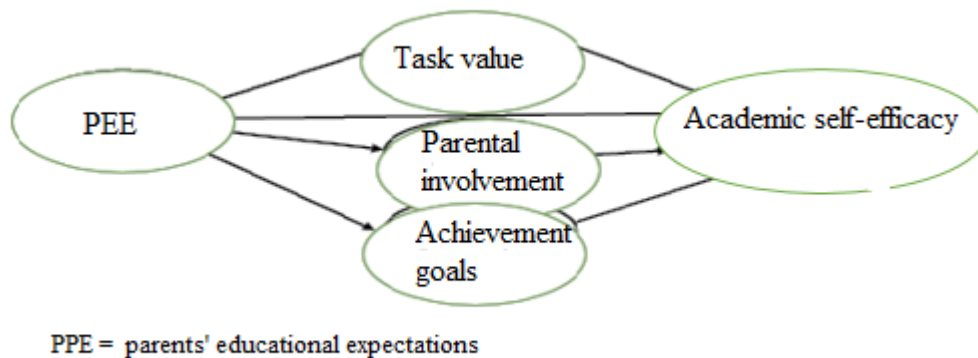 Task value
PEE
Academic self-efficacy
Parental
involvement
Achievement
goals
PPE = parents' educational expectations